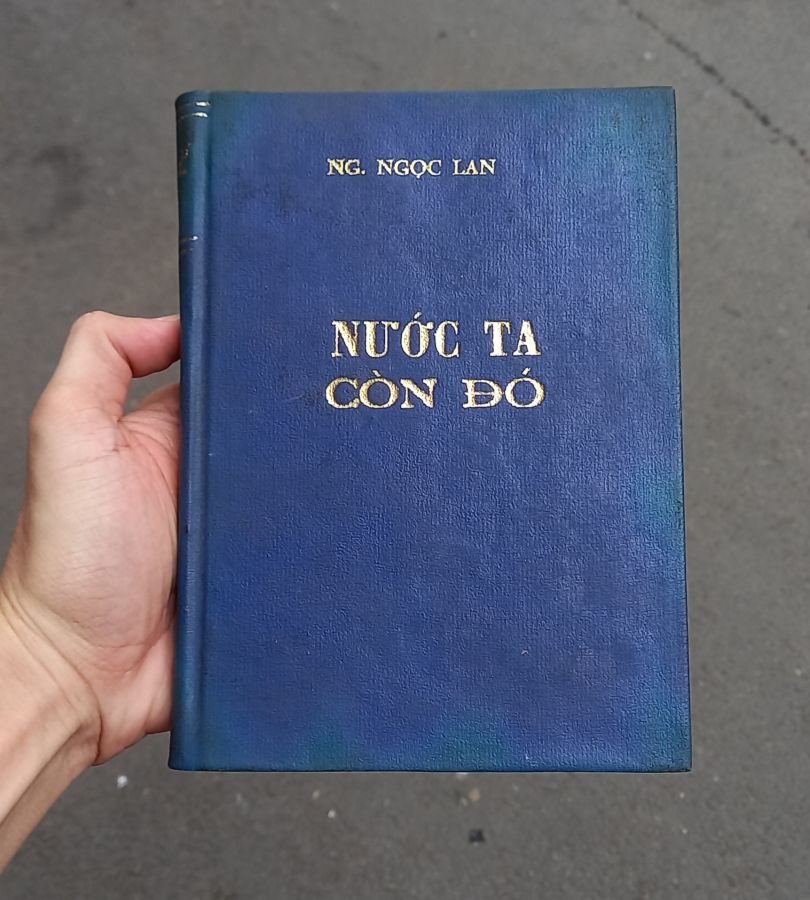 NG. NGỌC LAN
NƯỚC TA
CÒN ĐÓ